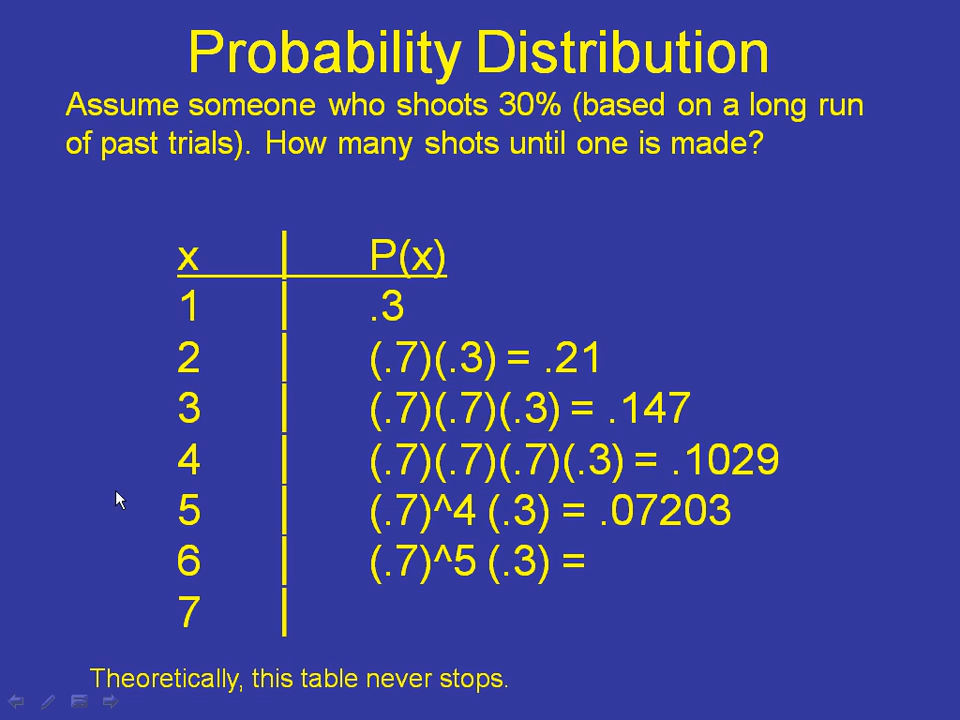 Probability Distribution
Assume someone who shoots 30% (based on a long run
of past trials). How many shots until one is made?
x | P(x)
1 | .3
2 | (.7)(.3) = .21
3 | (.7)(.7)(.3) = .147
4 | (.7)(.7)(.7)(.3) = .1029
5 | (.7)^4 (.3) = .07203
6 | (.7)^5 (.3) =
7 |
Theoretically, this table never stops.